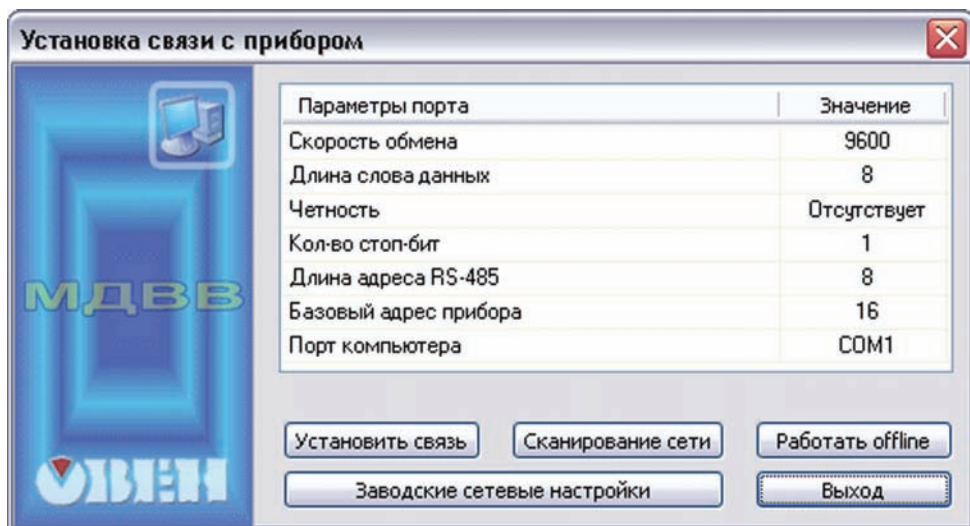 Установка связи с прибором
Параметры порта Значение
Скорость обмена 9600
Длина слова данных 8
Четность Отсутствует
Кол-во стоп-бит 1
Длина адреса RS-485 8
Базовый адрес прибора 16
Порт компьютера COM1
МДВВ
ОВЕН
Установить связь Сканирование сети Работать offline
Заводские сетевые настройки Выход